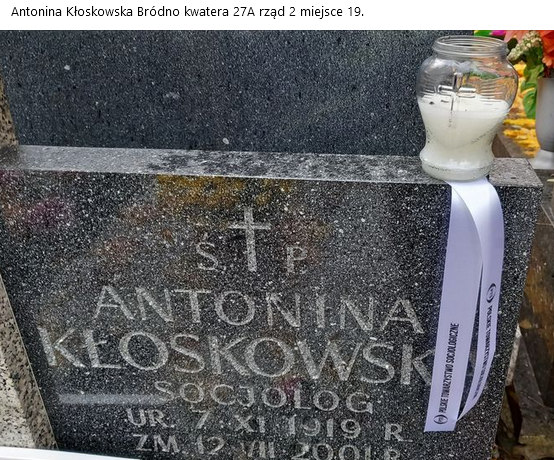 Antonina Kłoskowska Bródno kwatera 27A rząd 2 miejsce 19.
Ś P
ANTONINA
KŁOSKOWSK
SOCJOLOG
UR. 7. XI 1919 R.
ZM. 12. VII 2001 R.
POLSKIE TOWARZYSTWO SOCJOLOGICZNE